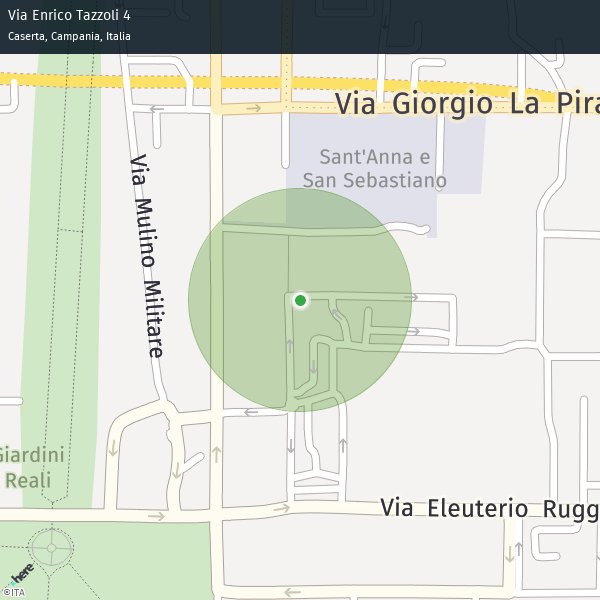 Via Enrico Tazzoli 4
Caserta, Campania, Italia
Via Giorgio La Pira
Sant'Anna e
San Sebastiano
Via Mulino Militare
Giardini
Reali
Via Eleuterio Rugg
here
©ITA